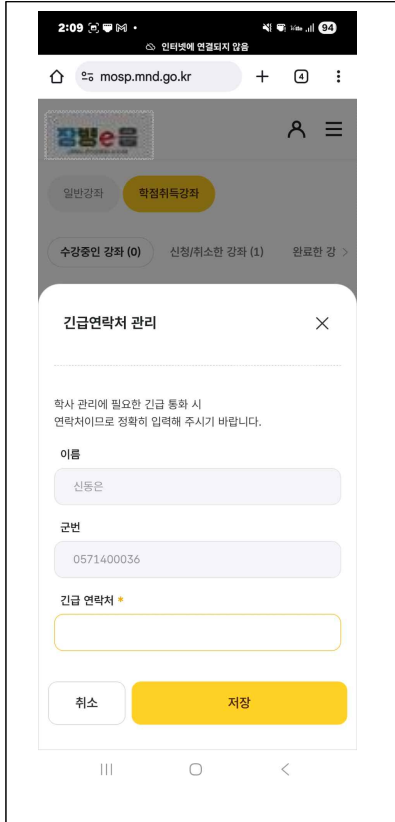 2:09
94
인터넷에 연결되지 않음
mosp.mnd.go.kr
4
장병e음
일반강좌 학점취득강좌
수강중인 강좌 (0) 신청/취소한 강좌 (1) 완료한 강
긴급연락처 관리
학사 관리에 필요한 긴급 통화 시
연락처이므로 정확히 입력해 주시기 바랍니다.
이름
신동은
군번
0571400036
긴급 연락처 *
취소 저장